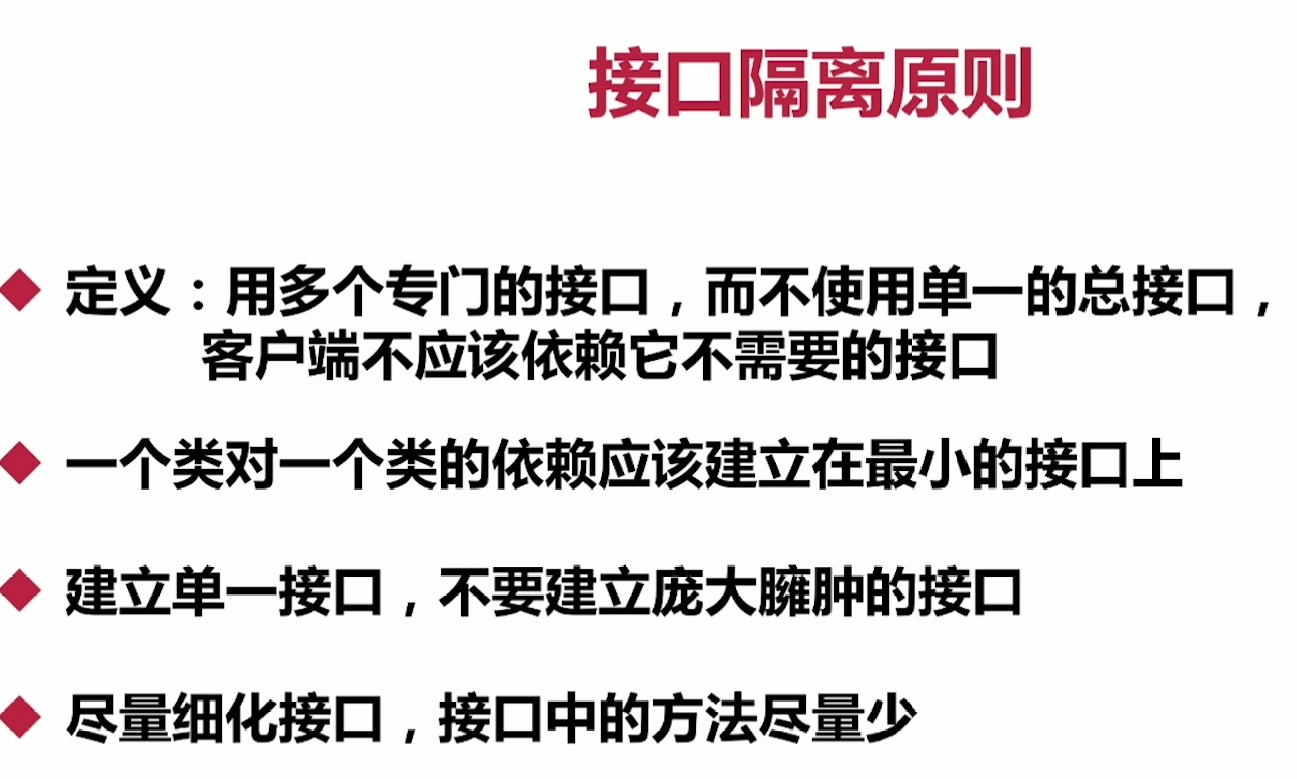 接口隔离原则
定义：用多个专门的接口，而不使用单一的总接口，
客户端不应该依赖它不需要的接口
一个类对一个类的依赖应该建立在最小的接口上
建立单一接口，不要建立庞大臃肿的接口
尽量细化接口，接口中的方法尽量少